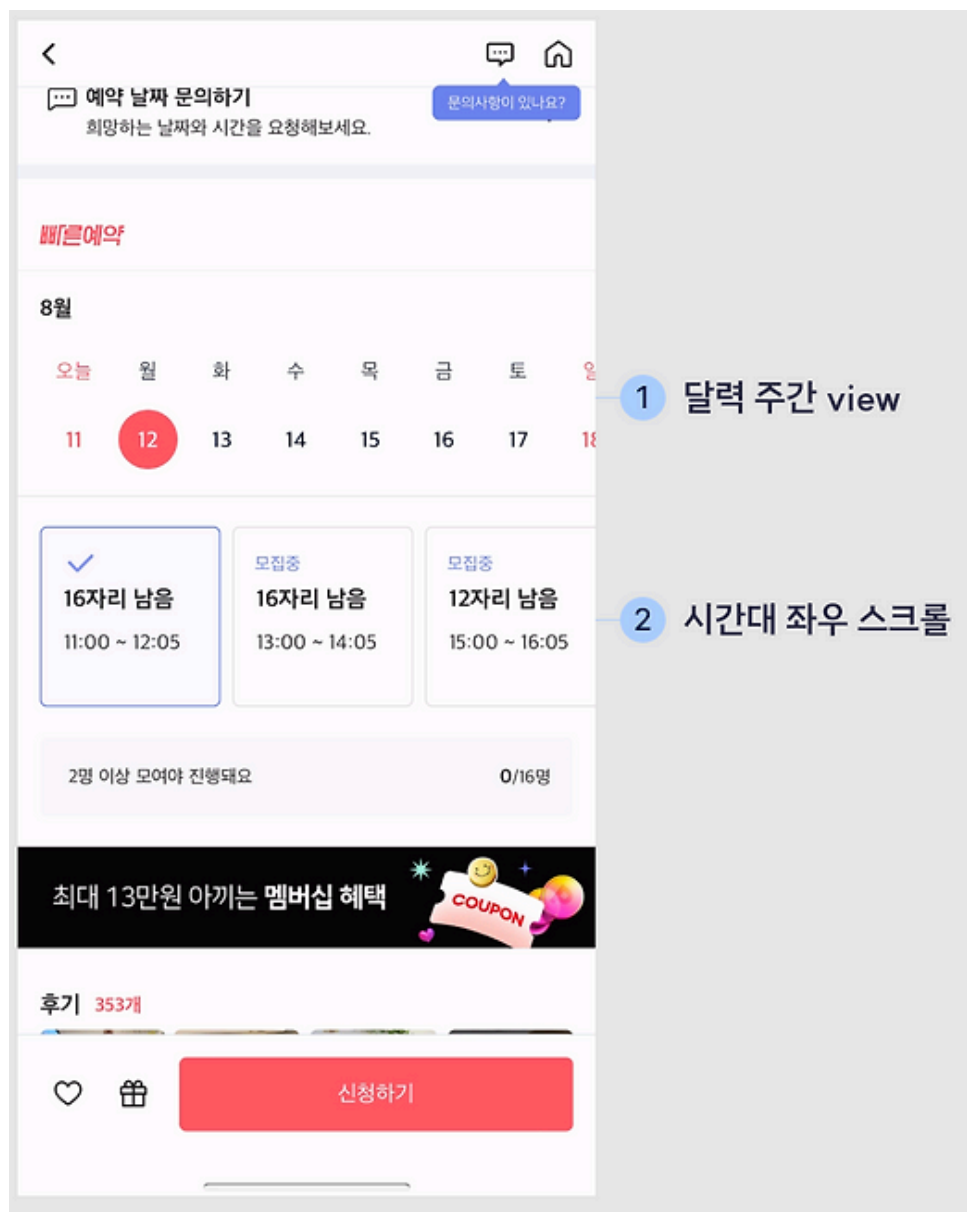 예약 날짜 문의하기
희망하는 날짜와 시간을 요청해보세요.
문의사항이 있나요?
빠른예약
8월
오늘 월 화 수 목 금 토 일
11 12 13 14 15 16 17 18
1 달력 주간 view
모집중 모집중
16자리 남음 16자리 남음 12자리 남음
11:00 ~ 12:05 13:00 ~ 14:05 15:00 ~ 16:05
2 시간대 좌우 스크롤
2명 이상 모여야 진행돼요 0/16명
최대 13만원 아끼는 멤버십 혜택
COUPON
후기 353개
신청하기